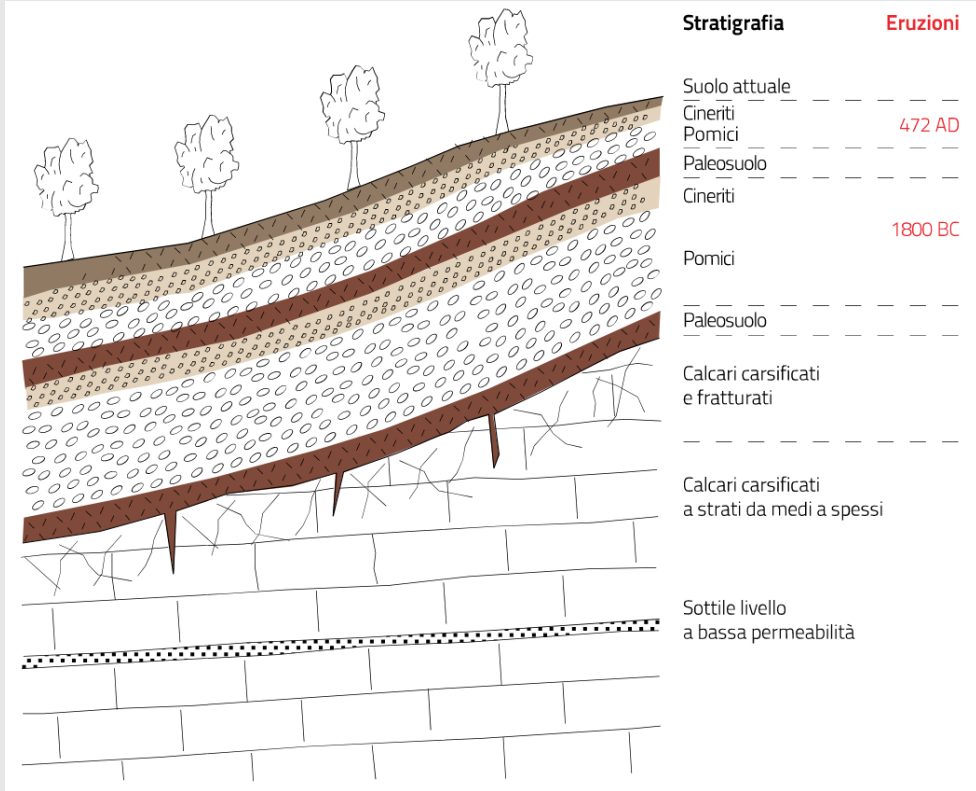 Stratigrafia Eruzioni
Suolo attuale
Cineriti
Pomici
472 AD
Paleosuolo
Cineriti
1800 BC
Pomici
Paleosuolo
Calcari carsificati
e fratturati
Calcari carsificati
a strati da medi a spessi
Sottile livello
a bassa permeabilità